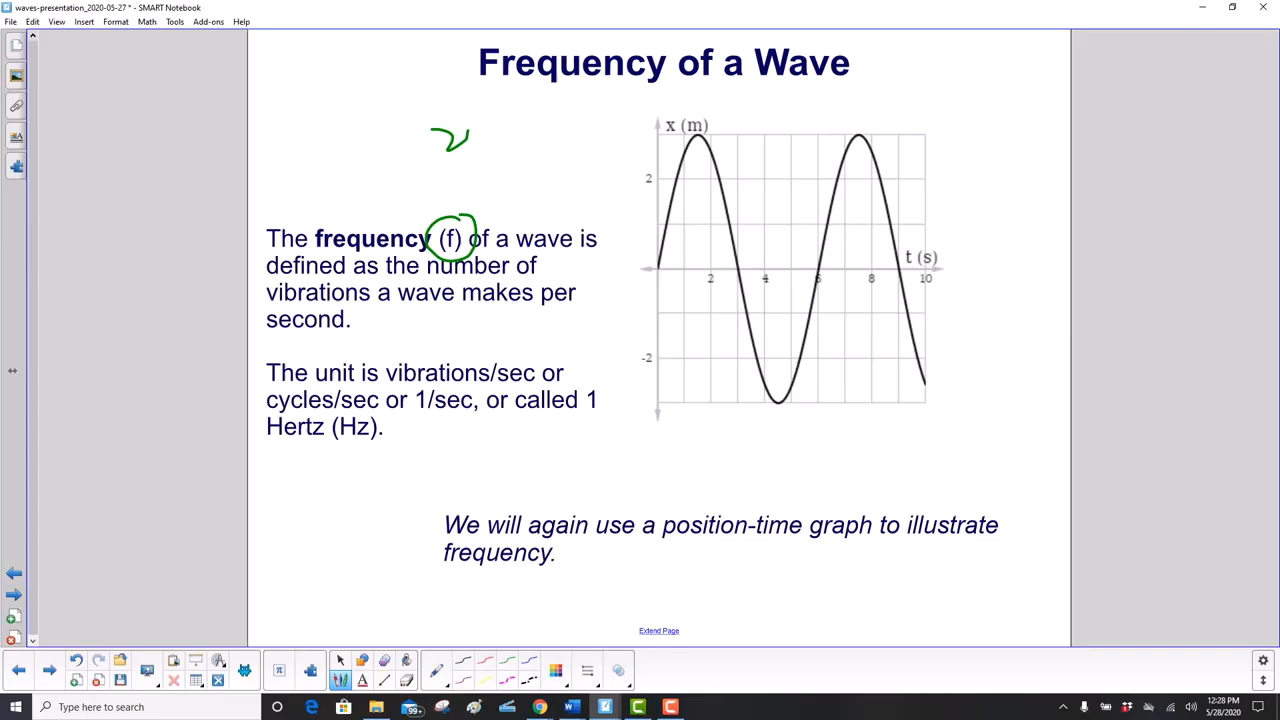 waves-presentation_2020-05-27 * - SMART Notebook
File Edit View Insert Format Math Tools Add-ons Help
Frequency of a Wave
ν
x (m)
2
t (s)
2 4 6 8 10
-2
The frequency (f) of a wave is
defined as the number of
vibrations a wave makes per
second.
The unit is vibrations/sec or
cycles/sec or 1/sec, or called 1
Hertz (Hz).
We will again use a position-time graph to illustrate
frequency.
Extend Page
Type here to search
99+
12:28 PM
5/28/2020